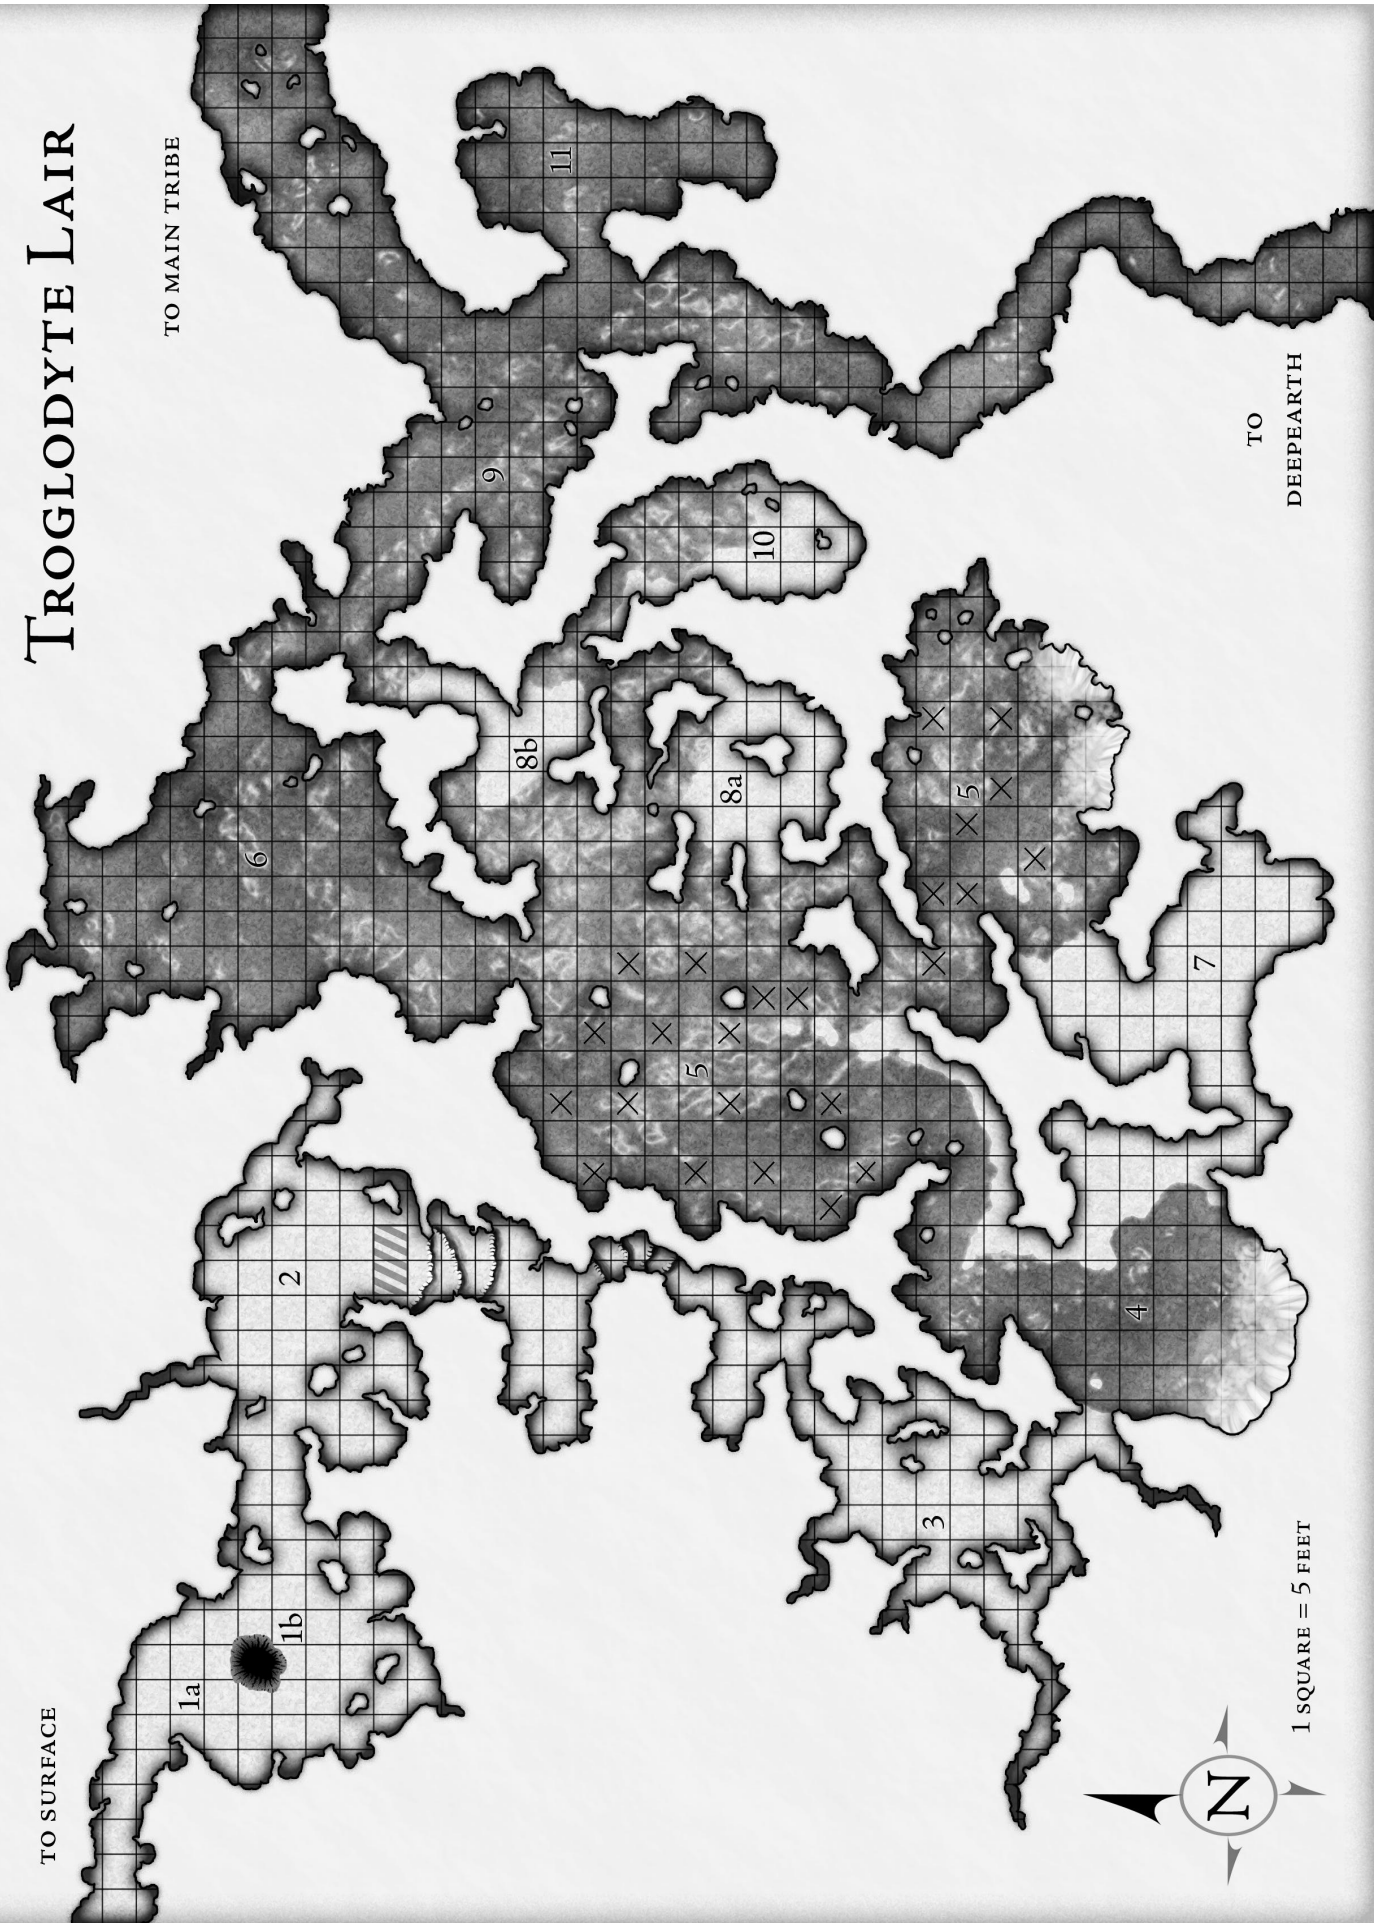 TROGLODYTE LAIR
TO SURFACE
TO MAIN TRIBE
1a
1b
2
6
9
11
8b
8a
10
5
5
3
4
7
TO
DEEPEARTH
N
1 SQUARE = 5 FEET